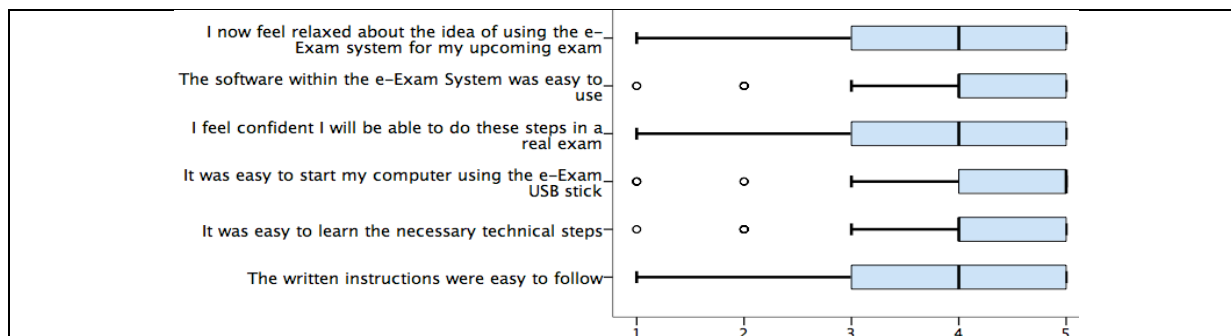 I now feel relaxed about the idea of using the e-
Exam system for my upcoming exam
The software within the e-Exam System was easy to
use
I feel confident I will be able to do these steps in a
real exam
It was easy to start my computer using the e-Exam
USB stick
It was easy to learn the necessary technical steps
The written instructions were easy to follow
1 2 3 4 5